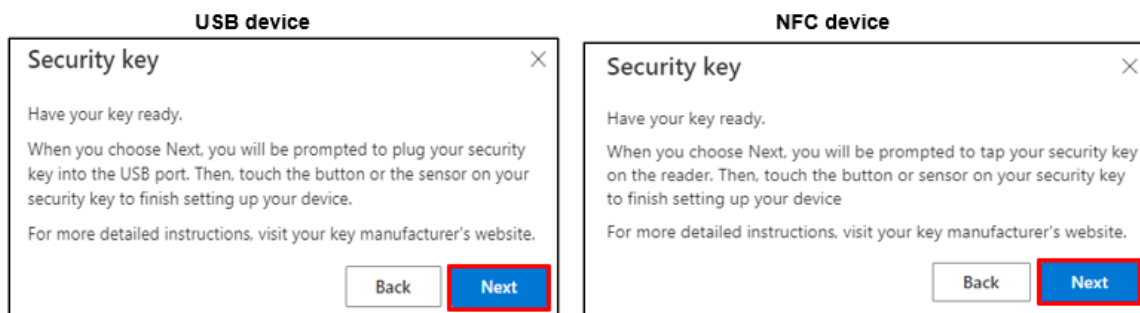 USB device
Security key
Have your key ready.
When you choose Next, you will be prompted to plug your security
key into the USB port. Then, touch the button or the sensor on your
security key to finish setting up your device.
For more detailed instructions, visit your key manufacturer's website.
Back
Next
NFC device
Security key
Have your key ready.
When you choose Next, you will be prompted to tap your security key
on the reader. Then, touch the button or sensor on your security key
to finish setting up your device
For more detailed instructions, visit your key manufacturer's website.
Back
Next